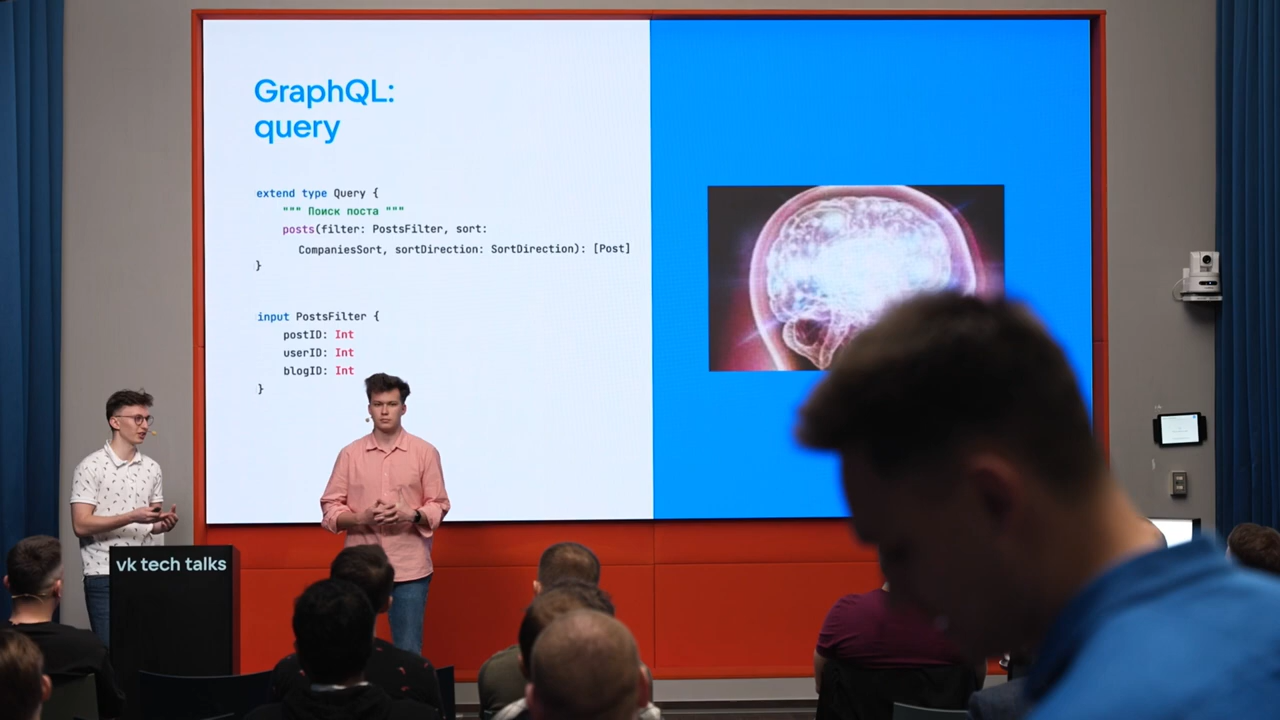 GraphQL:
query
extend type Query {
""" Поиск поста """
posts(filter: PostsFilter, sort:
CompaniesSort, sortDirection: SortDirection): [Post]
}
input PostsFilter {
postID: Int
userID: Int
blogID: Int
}
vk tech talks